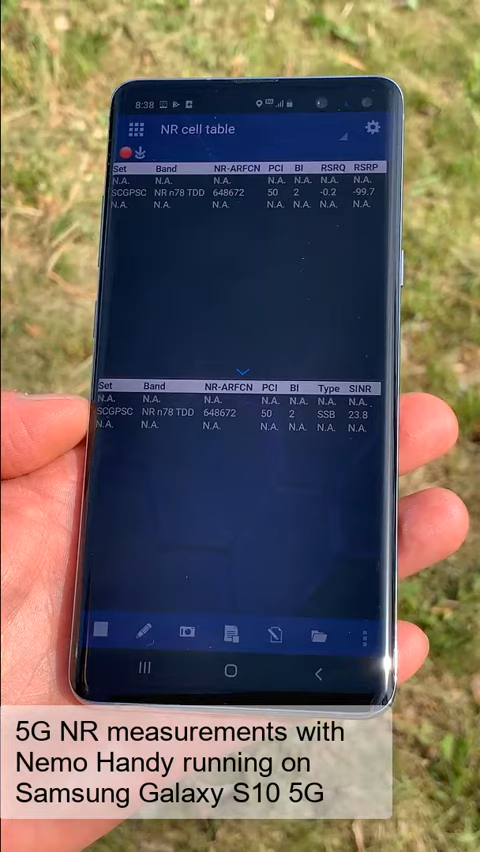 8:38
NR cell table
Set Band NR-ARFCN PCI BI RSRQ RSRP
N.A. N.A. N.A. N.A. N.A. N.A. N.A.
SCGPSC NR n78 TDD 648672 50 2 -0.2 -99.7
N.A. N.A. N.A. N.A. N.A. N.A. N.A.
Set Band NR-ARFCN PCI BI Type SINR
N.A. N.A. N.A. N.A. N.A. N.A. N.A.
SCGPSC NR n78 TDD 648672 50 2 SSB 23.8
N.A. N.A. N.A. N.A. N.A. N.A. N.A.
5G NR measurements with
Nemo Handy running on
Samsung Galaxy S10 5G